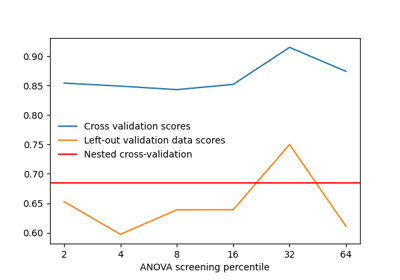 0.90
0.85
0.80
0.75
0.70
0.65
0.60
Cross validation scores
Left-out validation data scores
Nested cross-validation
2 4 8 16 32 64
ANOVA screening percentile